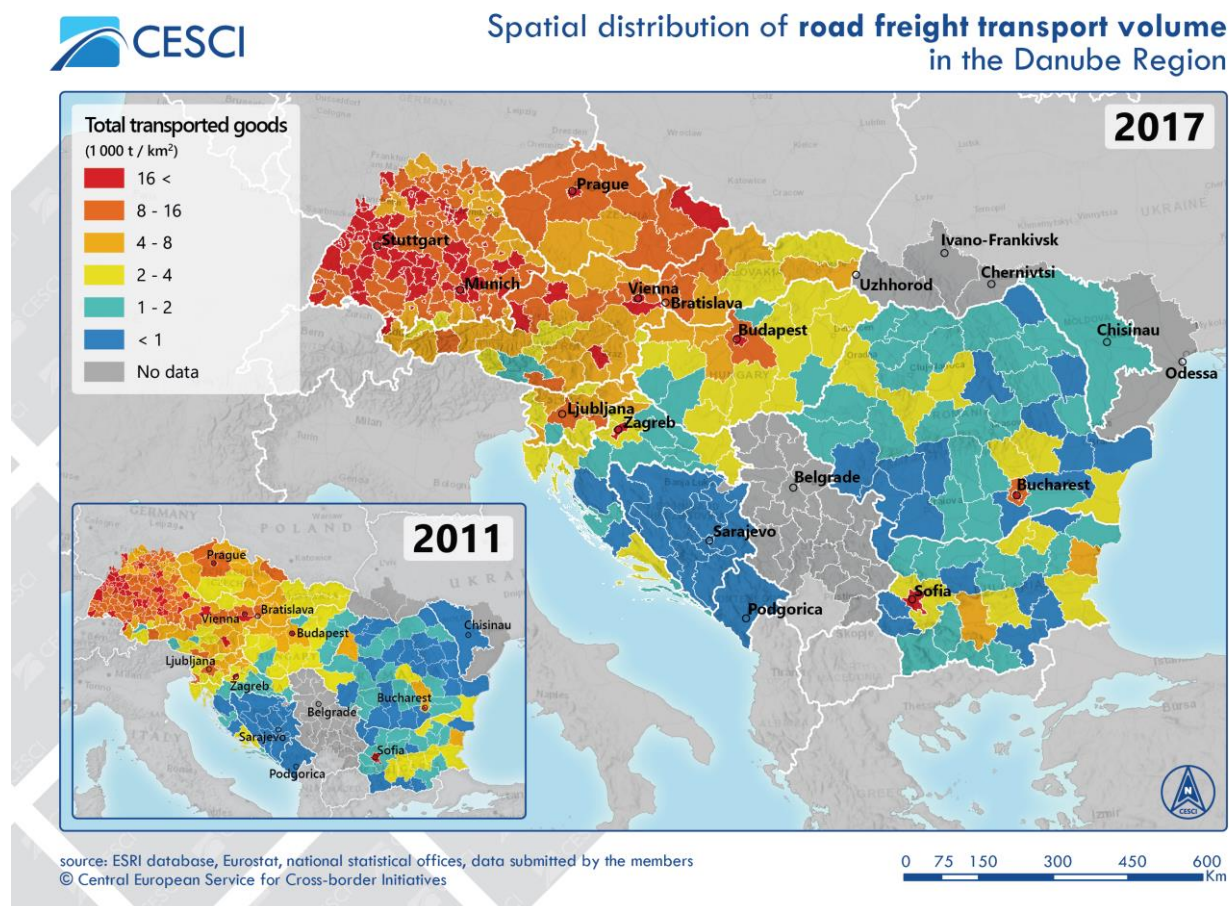 CESCI
Spatial distribution of road freight transport volume
in the Danube Region
Total transported goods
(1 000 t / km²)
16 <
8 - 16
4 - 8
2 - 4
1 - 2
< 1
No data
2017
Prague
Stuttgart
Munich
Vienna
Bratislava
Ivano-Frankivsk
Chernivtsi
Uzhhorod
Budapest
Chisinau
Odessa
Ljubljana
Zagreb
Belgrade
Bucharest
Sarajevo
Sofia
Podgorica
2011
GERMANY
POLAND
Prague
Bratislava
Vienna
Budapest
Chisinau
Ljubljana
Zagreb
Bucharest
Belgrade
Sarajevo
Sofia
Podgorica
ITALY
UKRAINE
N
CESCI
source: ESRI database, Eurostat, national statistical offices, data submitted by the members
© Central European Service for Cross-border Initiatives
0 75 150 300 450 600
Km